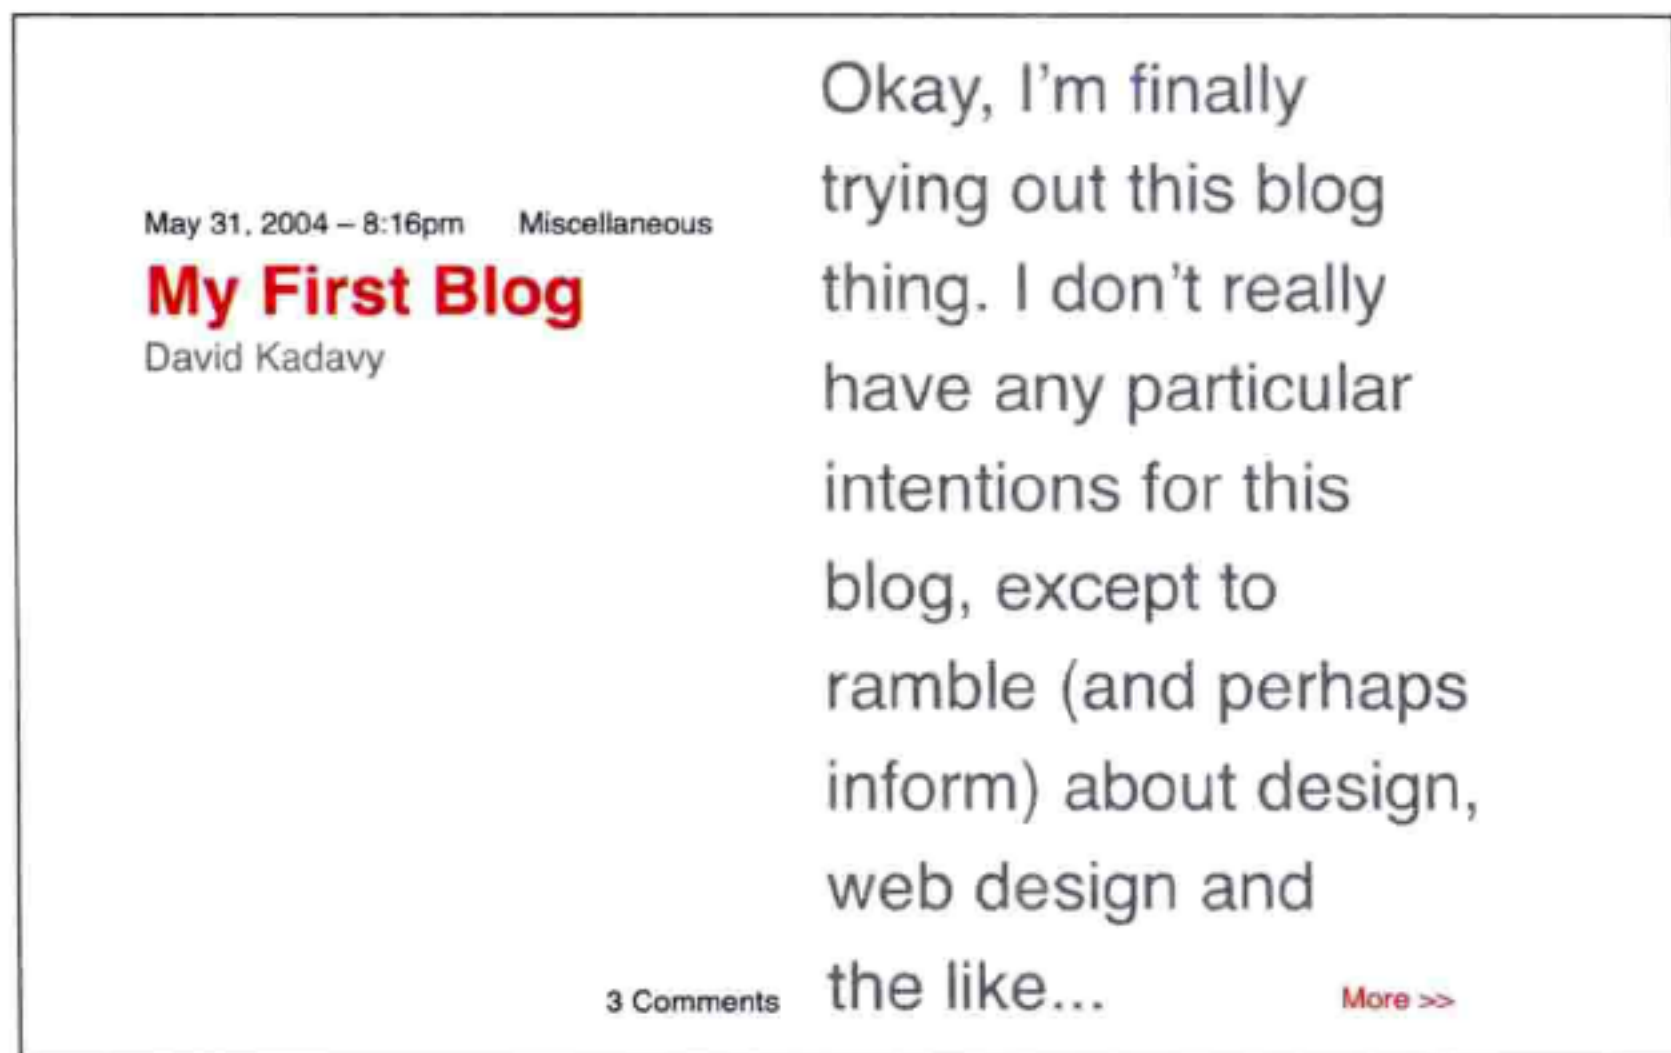 May 31, 2004 – 8:16pm Miscellaneous
My First Blog
David Kadavy
Okay, I'm finally
trying out this blog
thing. I don't really
have any particular
intentions for this
blog, except to
ramble (and perhaps
inform) about design,
web design and
the like...
3 Comments
More >>